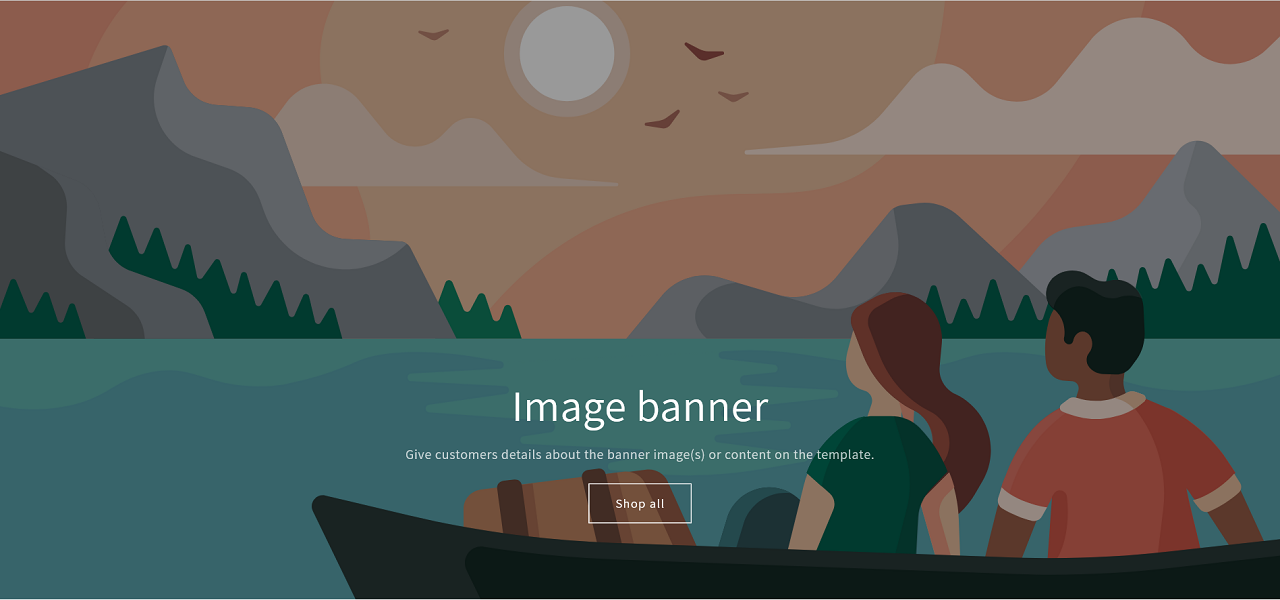 Image banner
Give customers details about the banner image(s) or content on the template.
Shop all